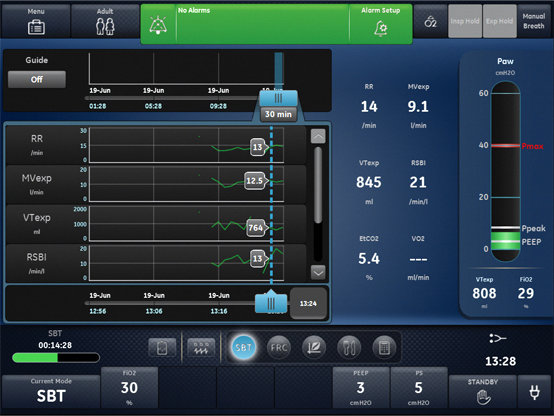 Menu
Adult
No Alarms
Alarm Setup
O2
Insp Hold
Exp Hold
Manual
Breath
Guide
Off
19-Jun 19-Jun 19-Jun
01:28 05:28 09:28
30 min
RR
/min
30
15
0
13
MVexp
l/min
20
10
0
12.5
VTexp
ml
2000
1000
0
764
RSBI
/min/l
20
10
0
13
19-Jun 19-Jun 19-Jun 19-Jun
12:56 13:06 13:16
13:24
RR MVexp
14 9.1
/min l/min
VTexp RSBI
845 21
ml /min/l
EtCO2 VO2
5.4 ---
% ml/min
Paw
cmH2O
60
40
Pmax
20
Ppeak
PEEP
0
VTexp FiO2
808 29
ml %
SBT
00:14:28
SBT
FRC
13:28
Current Mode
SBT
FiO2
30
%
PEEP
3
cmH2O
PS
5
cmH2O
STANDBY